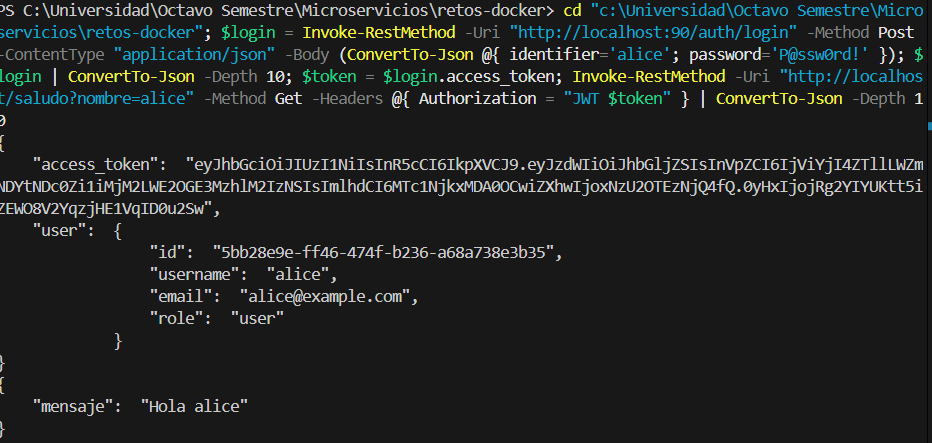 PS C:\Universidad\Octavo Semestre\Microservicios\retos-docker> cd "c:\Universidad\Octavo Semestre\Micro
servicios\retos-docker"; $login = Invoke-RestMethod -Uri "http://localhost:90/auth/login" -Method Post 
-ContentType "application/json" -Body (ConvertTo-Json @{ identifier='alice'; password='P@ssw0rd!' }); $
login | ConvertTo-Json -Depth 10; $token = $login.access_token; Invoke-RestMethod -Uri "http://localhos
t/saludo?nombre=alice" -Method Get -Headers @{ Authorization = "JWT $token" } | ConvertTo-Json -Depth 1
0
{
    "access_token":  "eyJhbGciOiJIUzI1NiIsInR5cCI6IkpXVCJ9.eyJzdWIiOiJhbGljZSIsInVpZCI6IjViYjI4ZTllLWZm
NDYtNDc0Zi1iMjM2LWE2OGE3MzhlM2IzNSIsImlhdCI6MTc1NjkxMDA0OCwiZXhwIjoxNzU2OTEzNjQ4fQ.0yHxIjojRg2YIYUKtt5i
ZEWO8V2YqzjHE1VqID0u2Sw",
    "user":  {
                 "id":  "5bb28e9e-ff46-474f-b236-a68a738e3b35",
                 "username":  "alice",
                 "email":  "alice@example.com",
                 "role":  "user"
             }
}
{
    "mensaje":  "Hola alice"
}